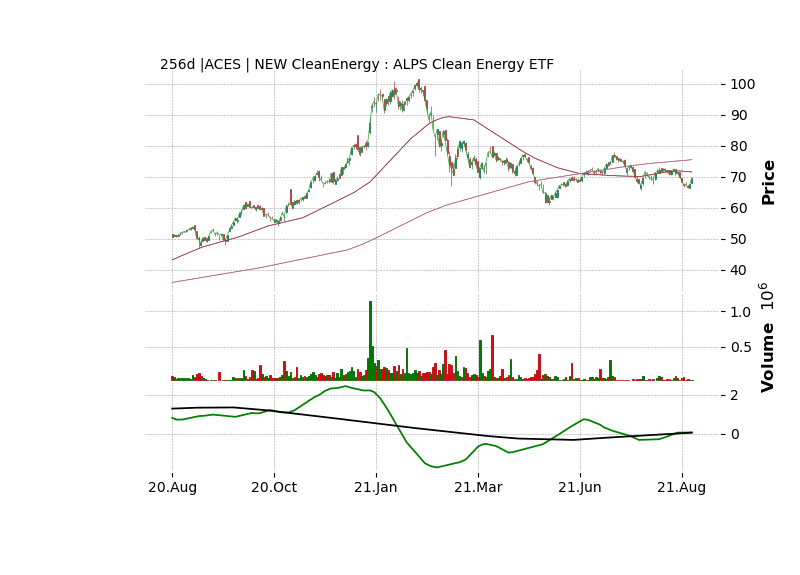 256d |ACES | NEW CleanEnergy : ALPS Clean Energy ETF
100
90
80
70
60
50
40
Price
1.0
0.5
Volume 10^6
2
0
20.Aug 20.Oct 21.Jan 21.Mar 21.Jun 21.Aug